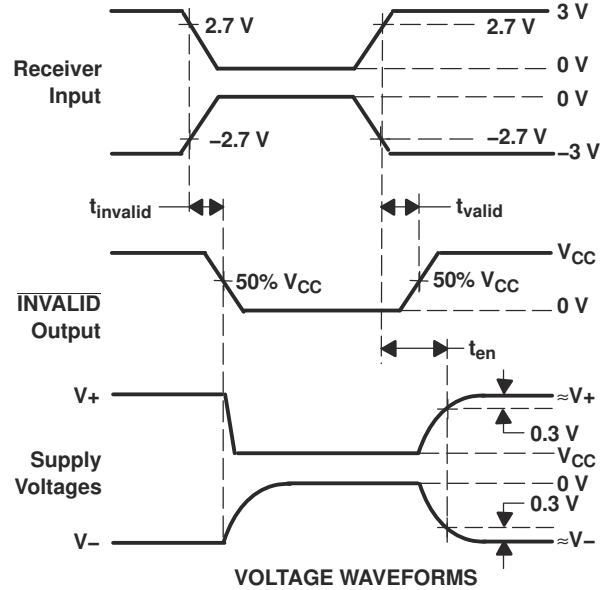 3 V
2.7 V
2.7 V
Receiver
Input
0 V
0 V
−2.7 V
−2.7 V
−3 V
tinvalid
tvalid
VCC
50% VCC
50% VCC
INVALID
Output
0 V
ten
V+
≈V+
0.3 V
VCC
Supply
Voltages
0 V
0.3 V
V−
≈V−
VOLTAGE WAVEFORMS